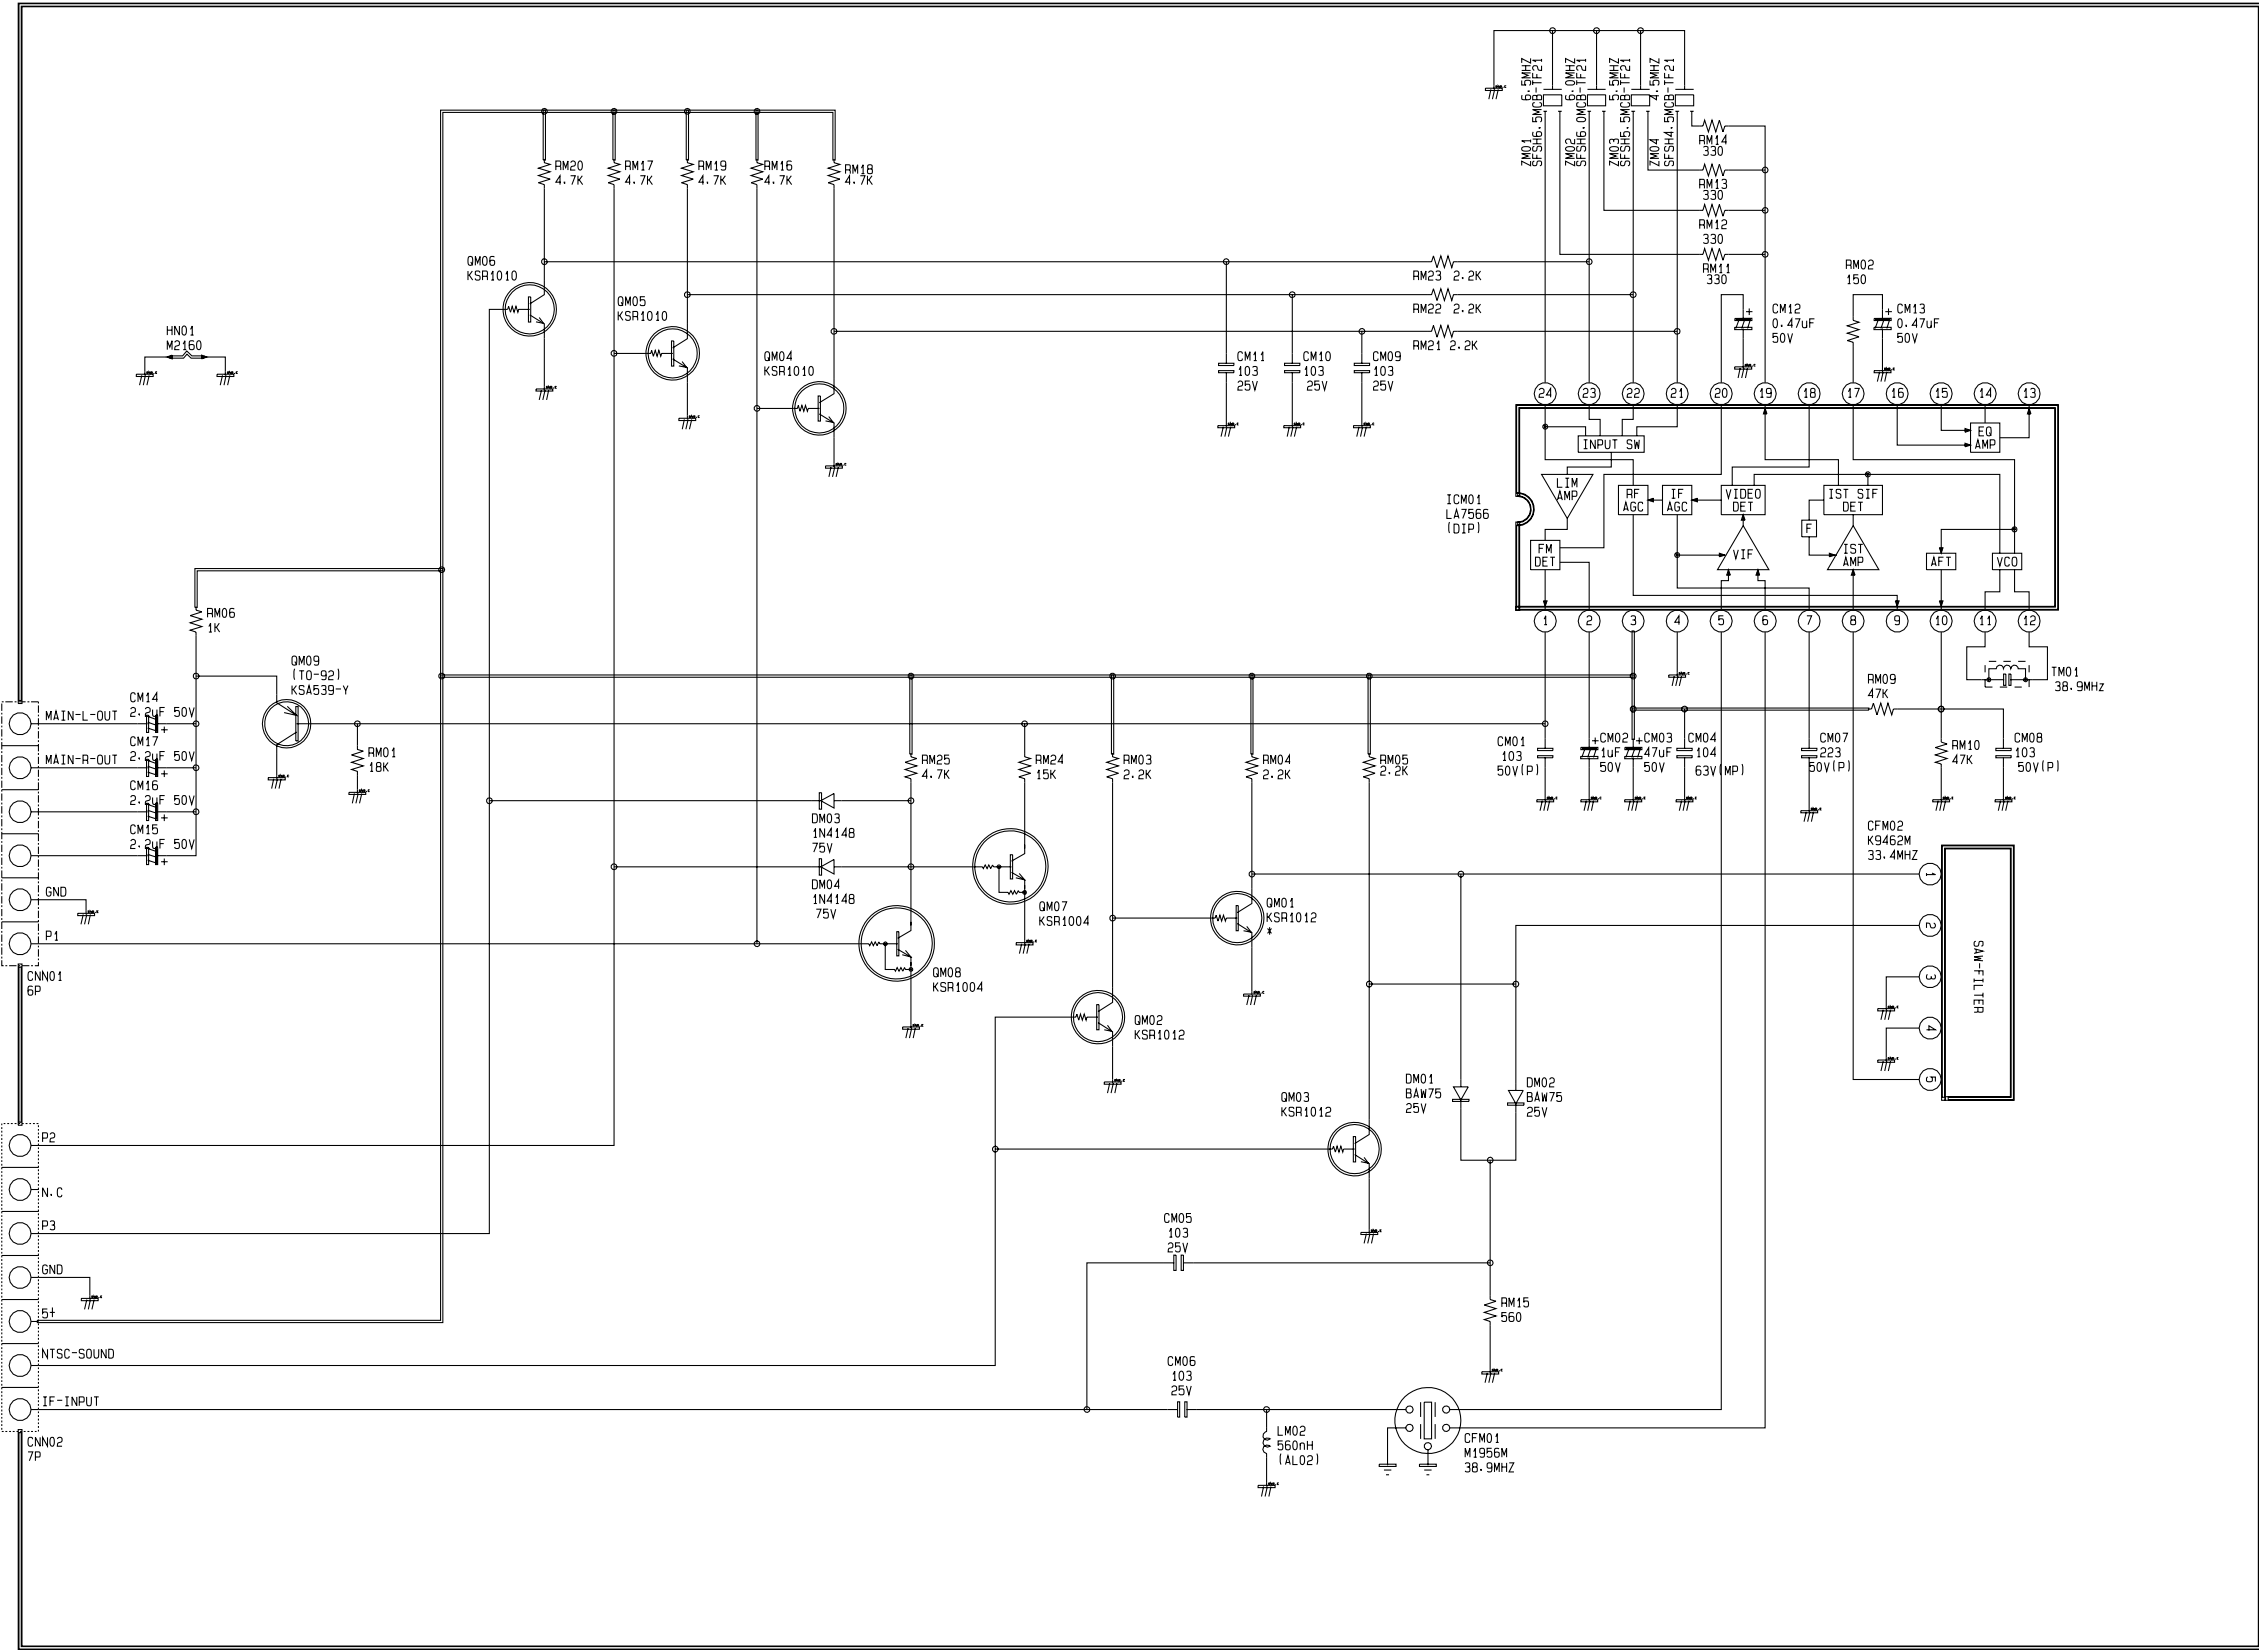 ZM01
SFSH6.5MCB-TF21
6.5MHZ
ZM02
SFSH6.0MCB-TF21
6.0MHZ
ZM03
SFSH5.5MCB-TF21
5.5MHZ
ZM04
SFSH4.5MCB-TF21
4.5MHZ
RM14
330
RM13
330
RM12
330
RM11
330
RM20
4.7K
RM17
4.7K
RM19
4.7K
RM16
4.7K
RM18
4.7K
QM06
KSR1010
QM05
KSR1010
QM04
KSR1010
HN01
M2160
RM23 2.2K
RM22 2.2K
RM21 2.2K
CM11
103
25V
CM10
103
25V
CM09
103
25V
RM02
150
CM12
0.47uF
50V
+
CM13
0.47uF
50V
+
24 23 22 21 20 19 18 17 16 15 14 13
ICM01
LA7566
(DIP)
INPUT SW
EQ
AMP
LIM
AMP
RF
AGC
IF
AGC
VIDEO
DET
IST SIF
DET
F
FM
DET
VIF
IST
AMP
AFT
VCO
1 2 3 4 5 6 7 8 9 10 11 12
TM01
38.9MHz
RM06
1K
QM09
(TO-92)
KSA539-Y
RM01
18K
CM14
2.2uF 50V
+
MAIN-L-OUT
CM17
2.2uF 50V
+
MAIN-R-OUT
CM16
2.2uF 50V
+
CM15
2.2uF 50V
+
GND
P1
CNN01
6P
RM25
4.7K
RM24
15K
RM03
2.2K
RM04
2.2K
RM05
2.2K
CM01
103
50V(P)
CM02
1uF
50V
+
CM03
47uF
50V
+
CM04
104
63V(MP)
CM07
223
50V(P)
RM09
47K
RM10
47K
CM08
103
50V(P)
DM03
1N4148
75V
DM04
1N4148
75V
QM07
KSR1004
QM08
KSR1004
QM01
KSR1012
*
QM02
KSR1012
QM03
KSR1012
CFM02
K9462M
33.4MHZ
1
2
3
4
5
SAW-FILTER
DM01
BAW75
25V
DM02
BAW75
25V
P2
N.C
P3
GND
5+
NTSC-SOUND
IF-INPUT
CNN02
7P
CM05
103
25V
RM15
560
CM06
103
25V
LM02
560nH
(AL02)
CFM01
M1956M
38.9MHZ